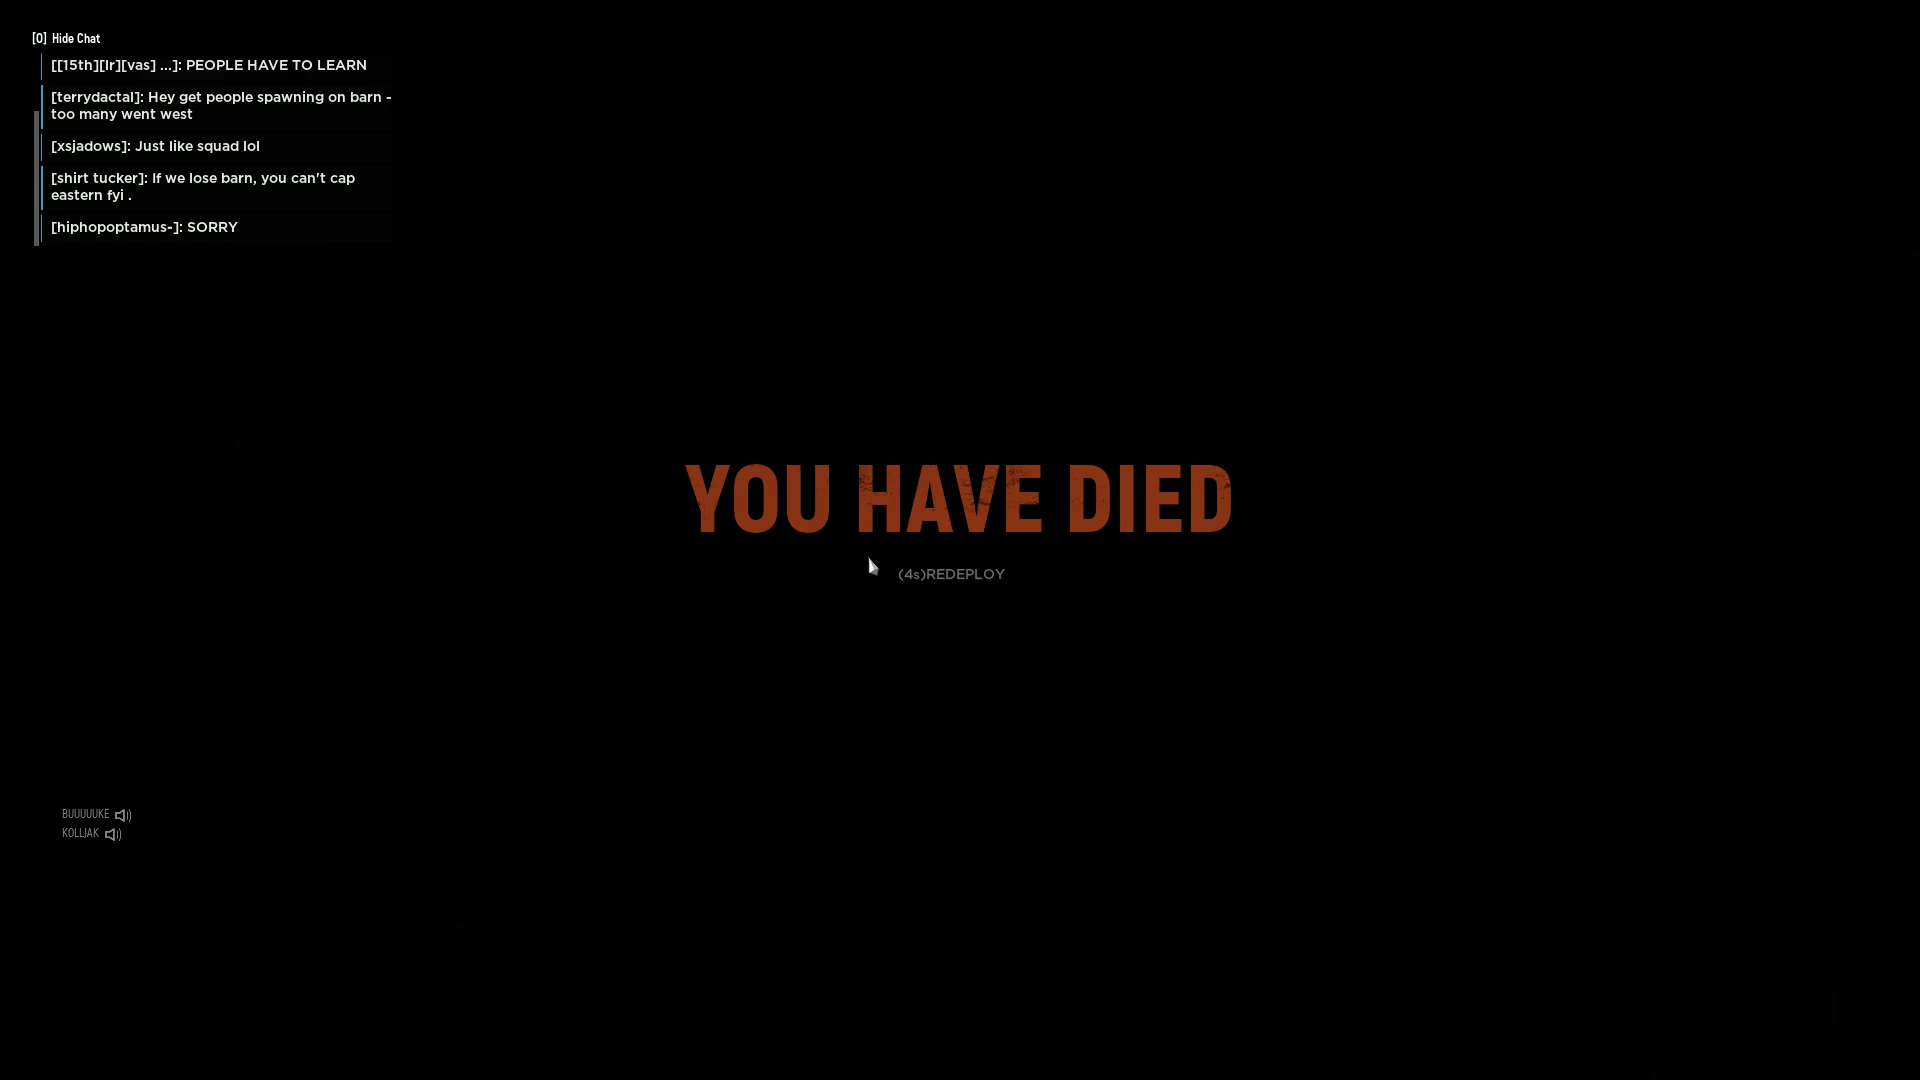 [O] Hide Chat
[[15th][Ir][vas] ...]: PEOPLE HAVE TO LEARN
[terrydactal]: Hey get people spawning on barn -
too many went west
[xsjadows]: Just like squad lol
[shirt tucker]: If we lose barn, you can't cap
eastern fyi .
[hiphopoptamus-]: SORRY
YOU HAVE DIED
(4s)REDEPLOY
BUUUUUKE
KOLLJAK